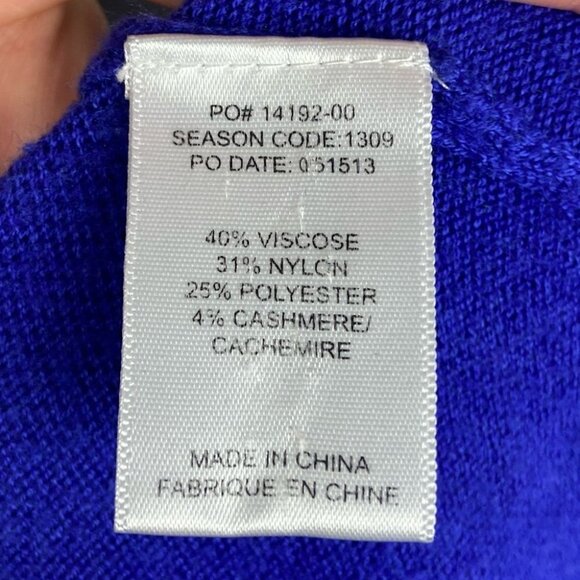 PO# 14192-00
SEASON CODE:1309
PO DATE: 051513
40% VISCOSE
31% NYLON
25% POLYESTER
4% CASHMERE/
CACHEMIRE
MADE IN CHINA
FABRIQUE EN CHINE